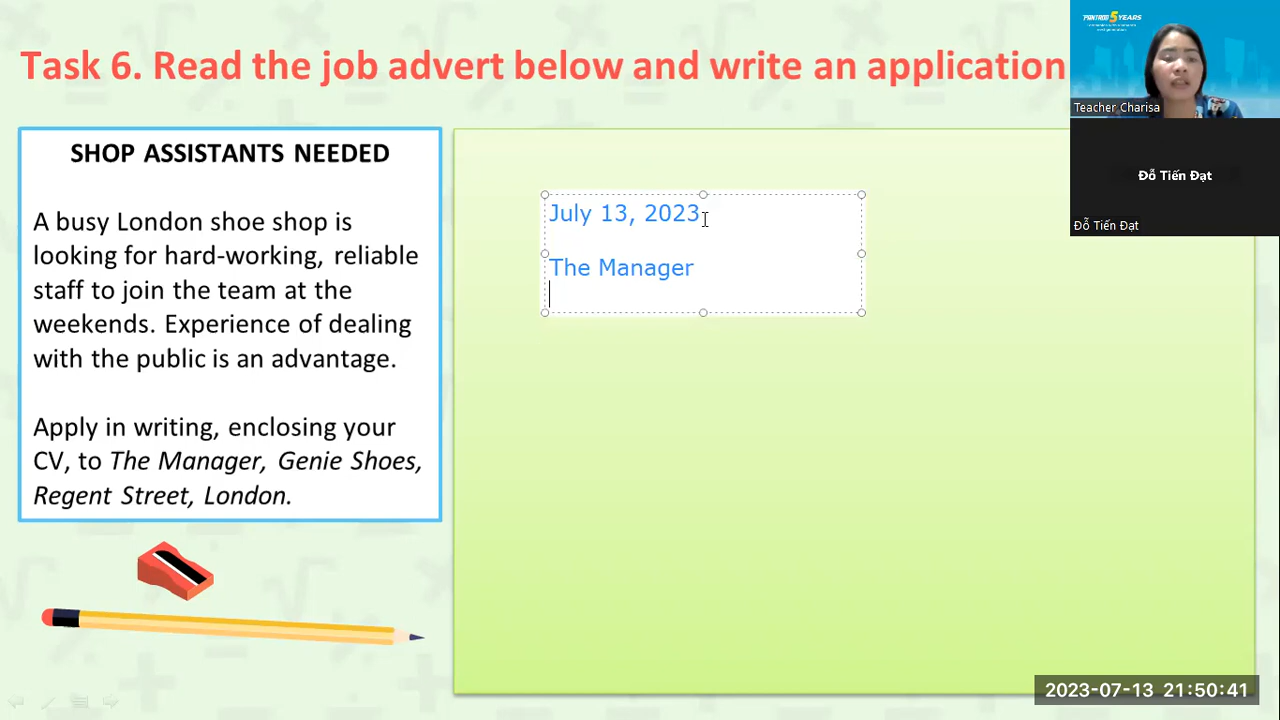 Task 6. Read the job advert below and write an application
SHOP ASSISTANTS NEEDED
A busy London shoe shop is
looking for hard-working, reliable
staff to join the team at the
weekends. Experience of dealing
with the public is an advantage.
Apply in writing, enclosing your
CV, to The Manager, Genie Shoes,
Regent Street, London.
July 13, 2023
The Manager
5 YEARS
Teacher Charisa
Đỗ Tiến Đạt
Đỗ Tiến Đạt
2023-07-13 21:50:41